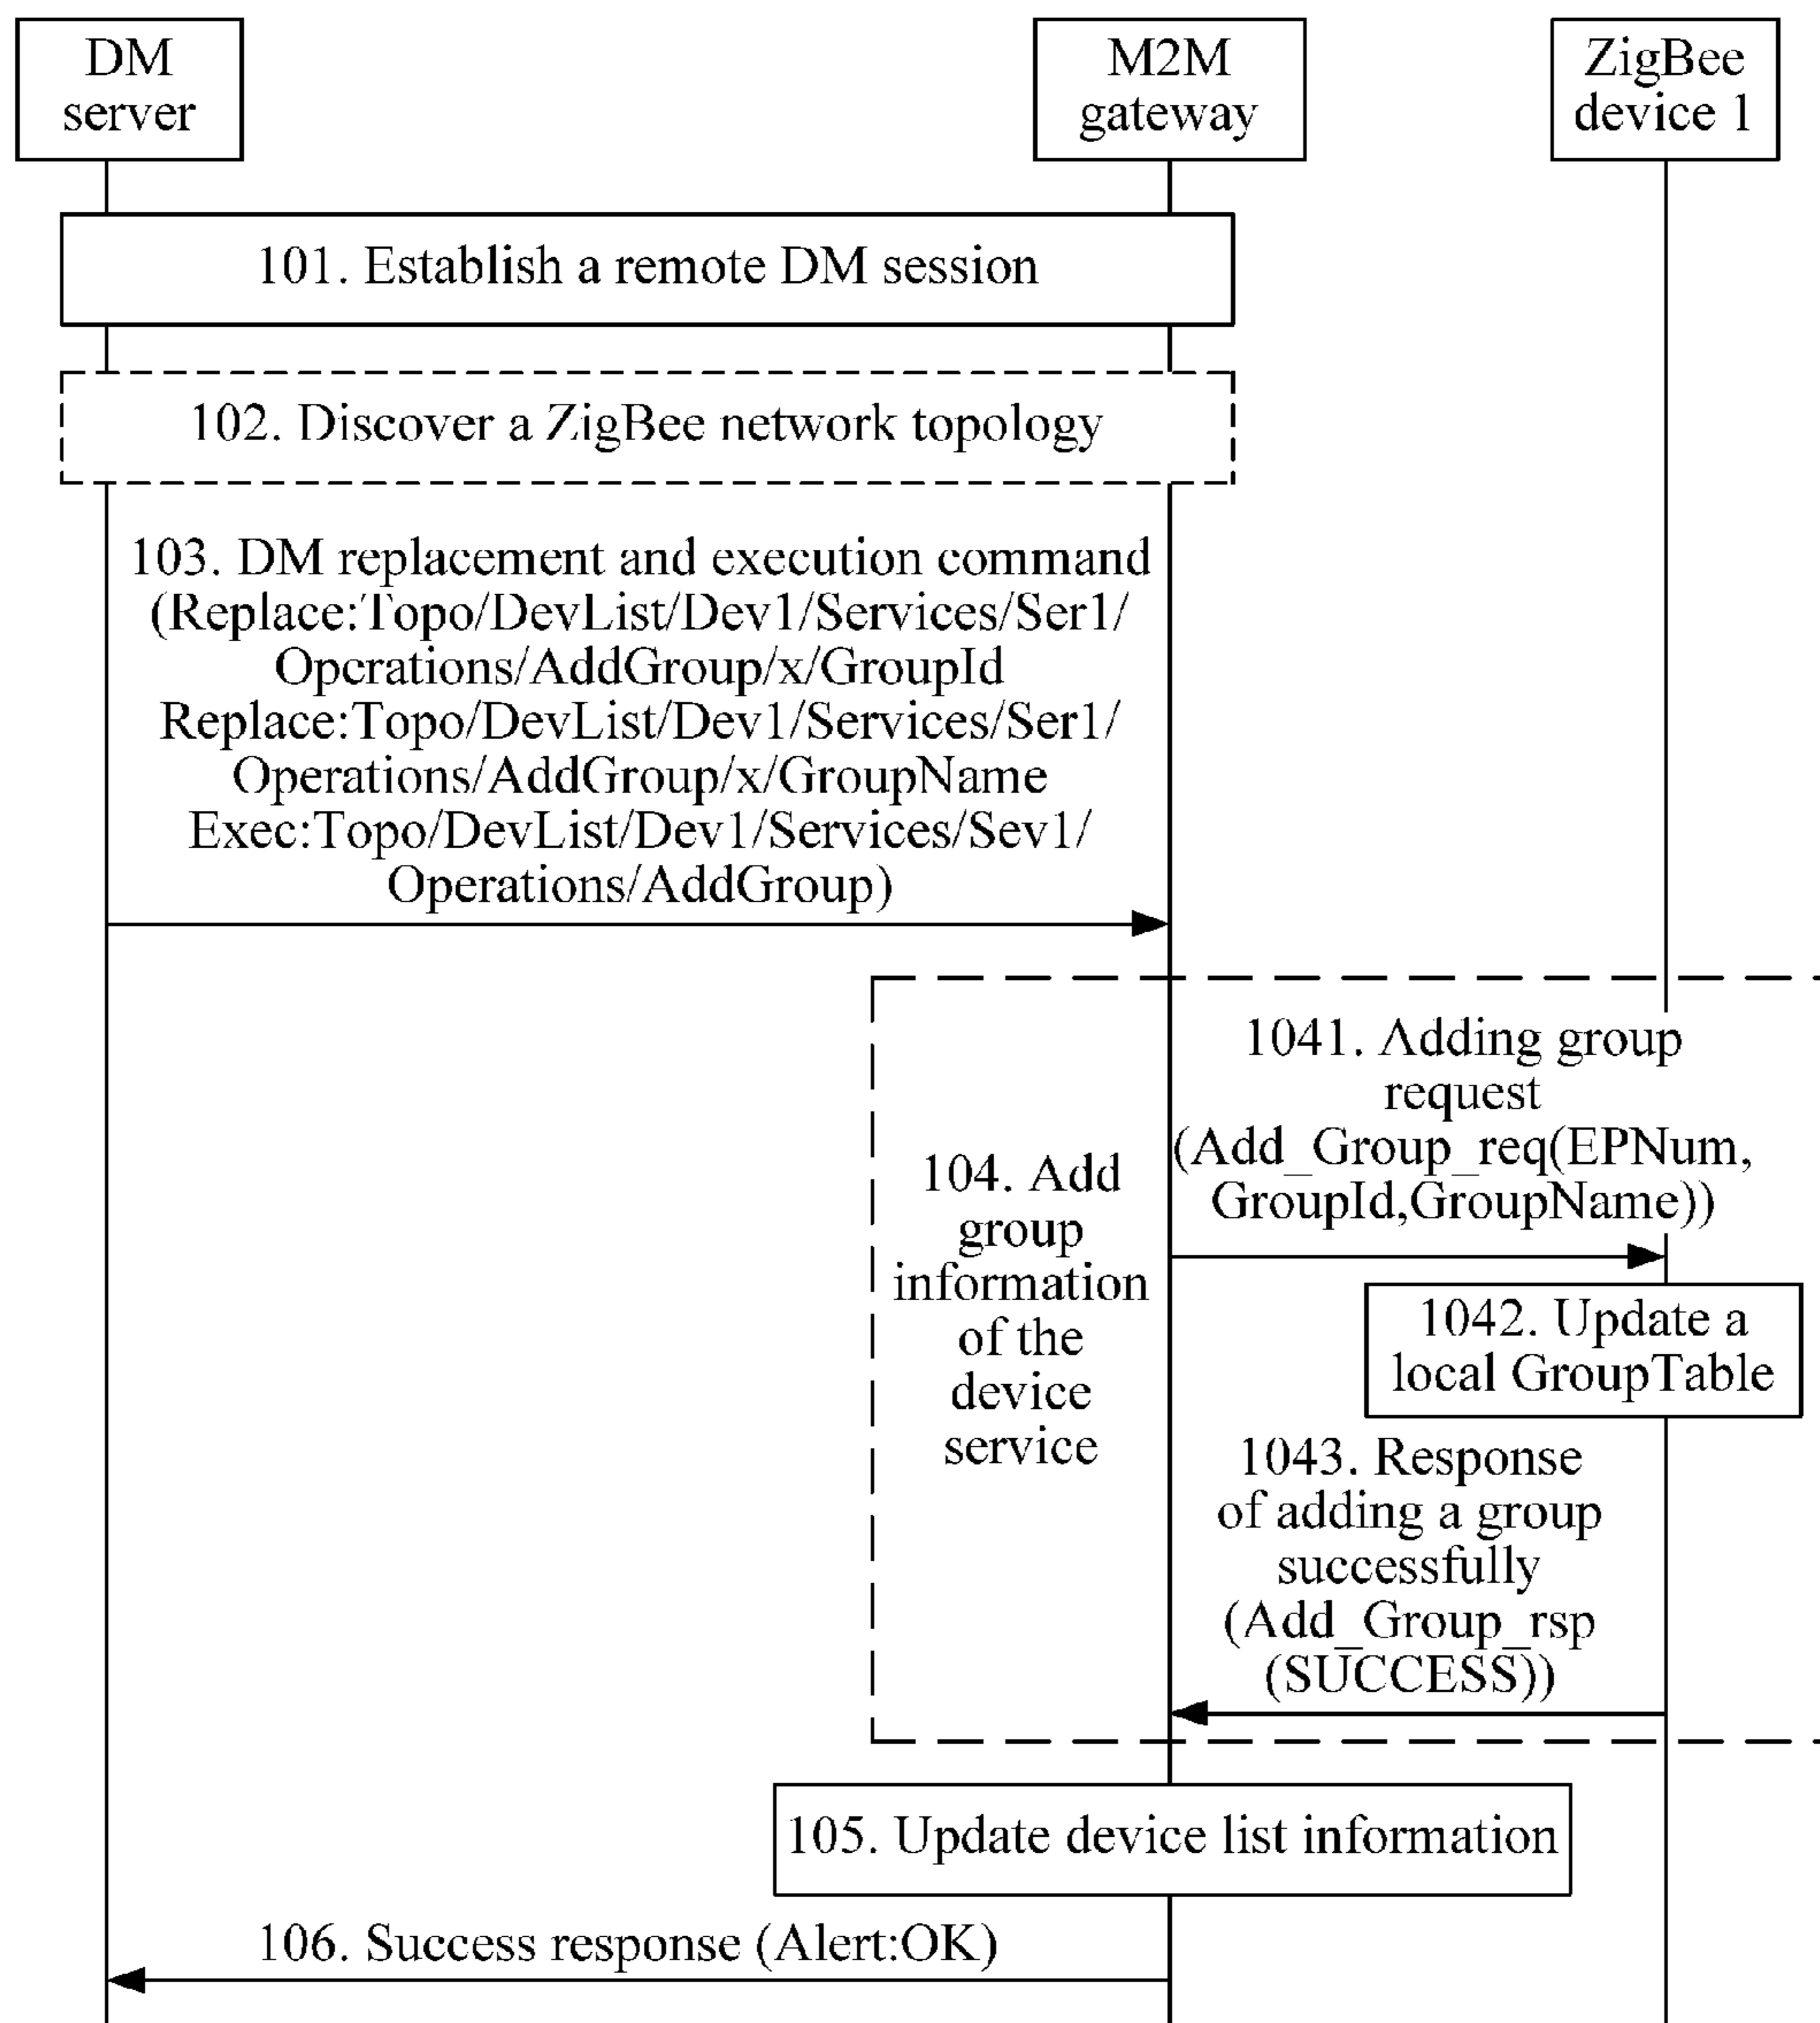 DM
server
M2M
gateway
ZigBee
device 1
101. Establish a remote DM session
102. Discover a ZigBee network topology
103. DM replacement and execution command
(Replace:Topo/DevList/Dev1/Services/Ser1/
Operations/AddGroup/x/GroupId
Replace:Topo/DevList/Dev1/Services/Ser1/
Operations/AddGroup/x/GroupName
Exec:Topo/DevList/Dev1/Services/Sev1/
Operations/AddGroup)
104. Add
group
information
of the
device
service
1041. Adding group
request
(Add_Group_req(EPNum,
GroupId,GroupName))
1042. Update a
local GroupTable
1043. Response
of adding a group
successfully
(Add_Group_rsp
(SUCCESS))
105. Update device list information
106. Success response (Alert:OK)